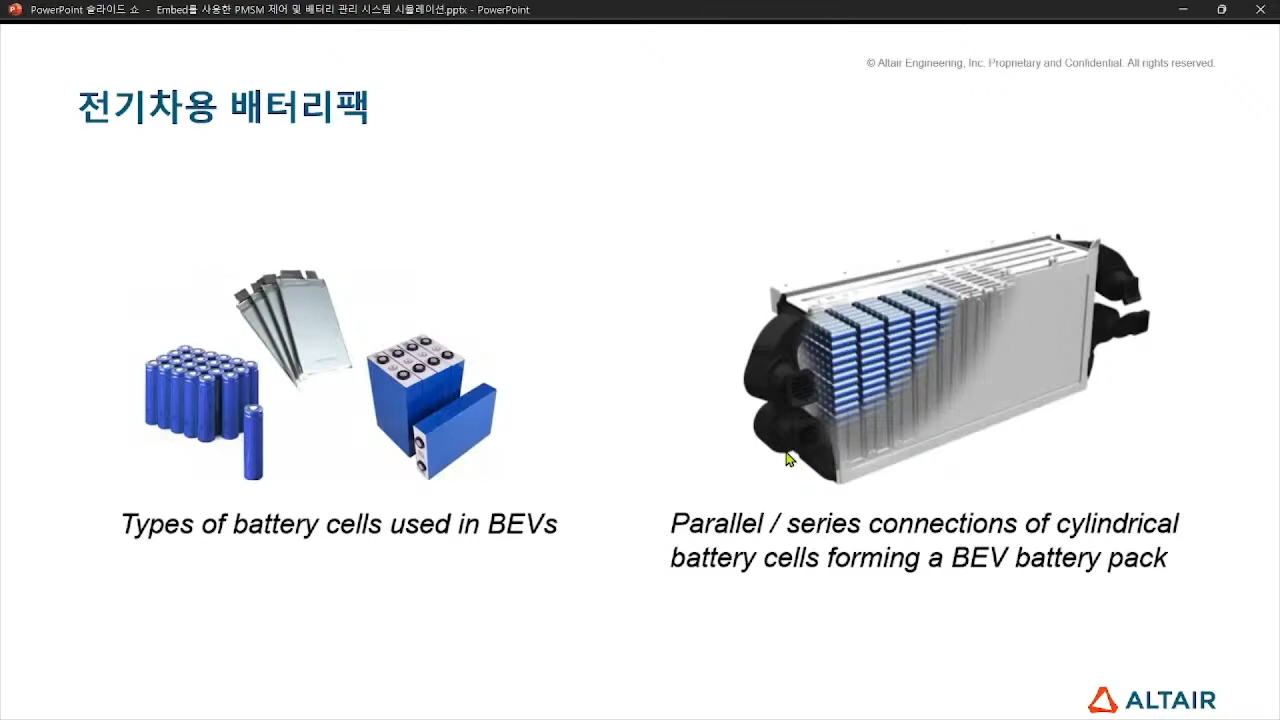 PowerPoint 슬라이드 쇼 - Embed를 사용한 PMSM 제어 및 배터리 관리 시스템 시뮬레이션.pptx - PowerPoint
© Altair Engineering, Inc. Proprietary and Confidential. All rights reserved.
전기차용 배터리팩
Types of battery cells used in BEVs
Parallel / series connections of cylindrical
battery cells forming a BEV battery pack
ALTAIR